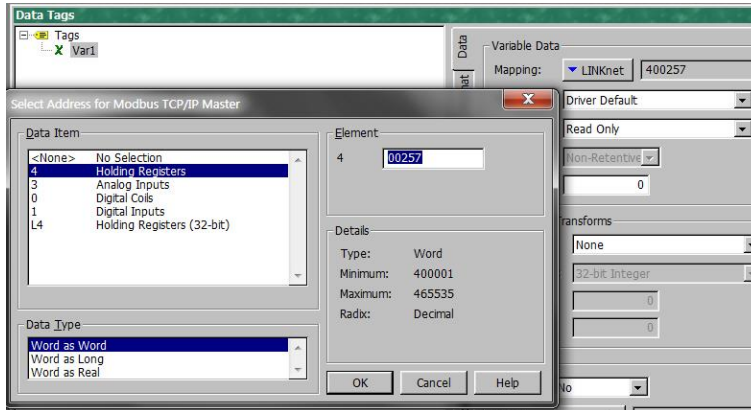 Data Tags
Tags
X Var1
Data
Variable Data
Mapping: LINKnet 400257
Driver Default
Read Only
Non-Retentive
0
Transforms
None
32-bit Integer
0
0
No
Select Address for Modbus TCP/IP Master
Data Item
<None> No Selection
4 Holding Registers
3 Analog Inputs
0 Digital Coils
1 Digital Inputs
L4 Holding Registers (32-bit)
Data Type
Word as Word
Word as Long
Word as Real
Element
4 00257
Details
Type: Word
Minimum: 400001
Maximum: 465535
Radix: Decimal
OK Cancel Help